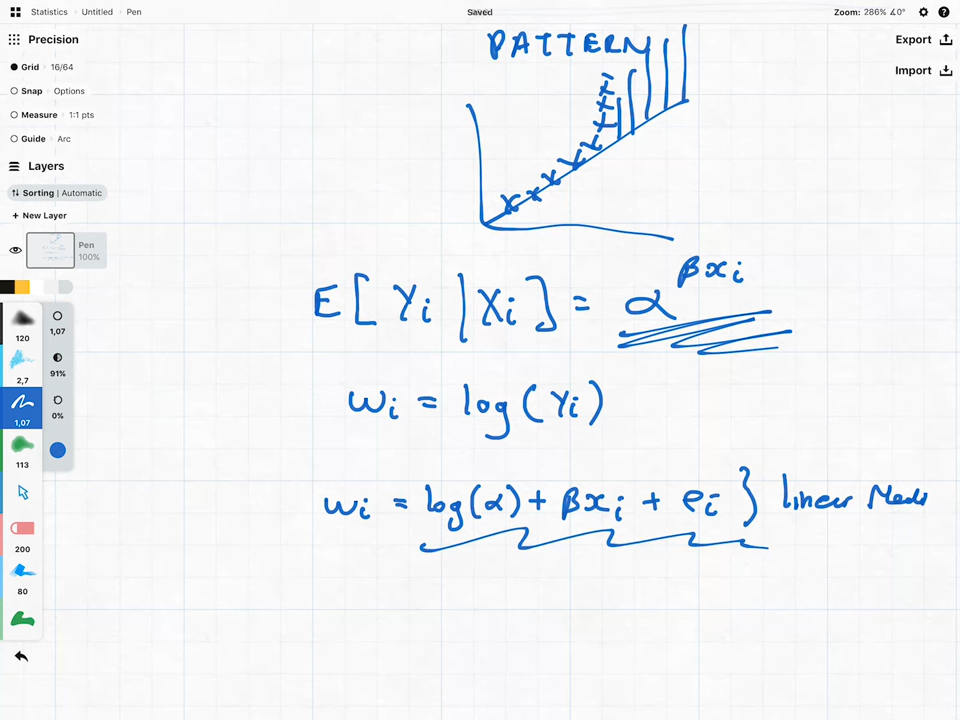 Statistics Untitled Pen Saved Zoom: 286% ∡0°
Precision
Export
Import
Grid 16/64
Snap Options
Measure 1:1 pts
Guide Arc
Layers
Sorting | Automatic
+ New Layer
Pen
100%
120
2,7
1,07
113
200
80
1,07
91%
0%
PATTERN
E[Yi | Xi] = α^βxi
wi = log(Yi)
wi = log(α) + βxi + ei } linear